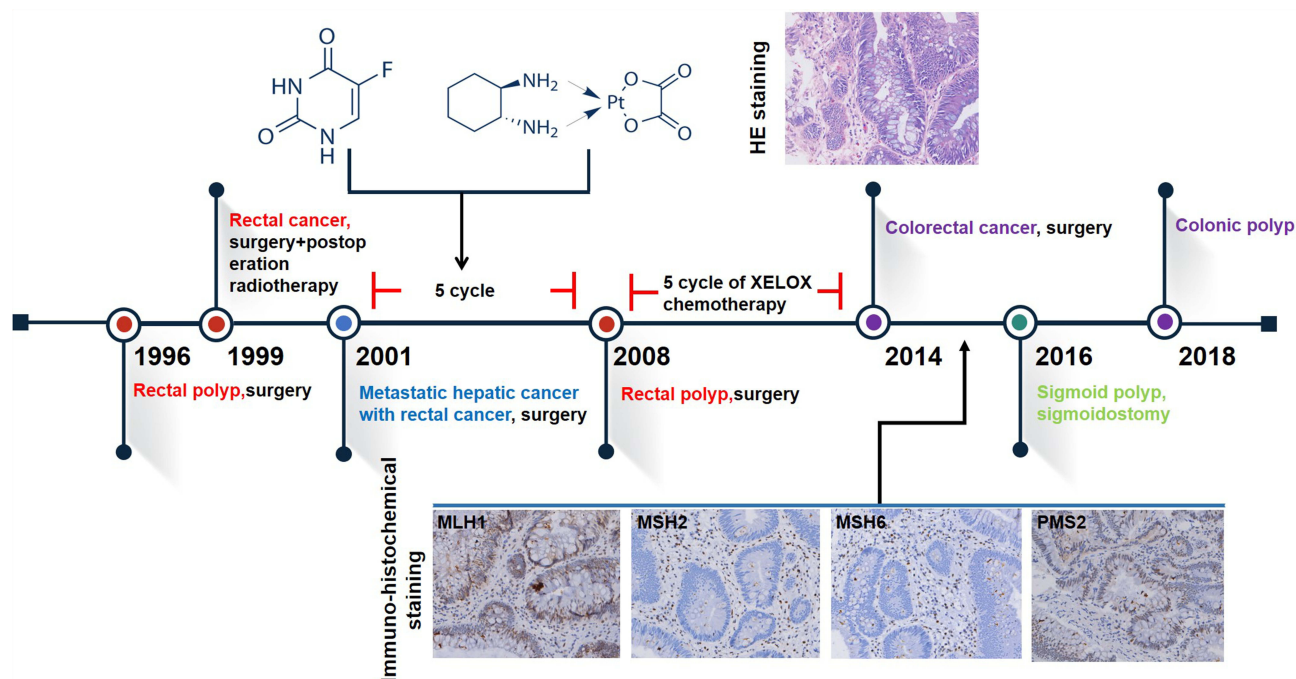 O
NH
F
O
N
H
NH2
NH2
Pt
O
O
O
O
HE staining
Rectal cancer,
surgery+postop
eration
radiotherapy
5 cycle
5 cycle of XELOX
chemotherapy
Colorectal cancer, surgery
Colonic polyp
1996
1999
2001
2008
2014
2016
2018
Rectal polyp,surgery
Metastatic hepatic cancer
with rectal cancer, surgery
Rectal polyp,surgery
Sigmoid polyp,
sigmoidostomy
Immuno-histochemical
staining
MLH1
MSH2
MSH6
PMS2